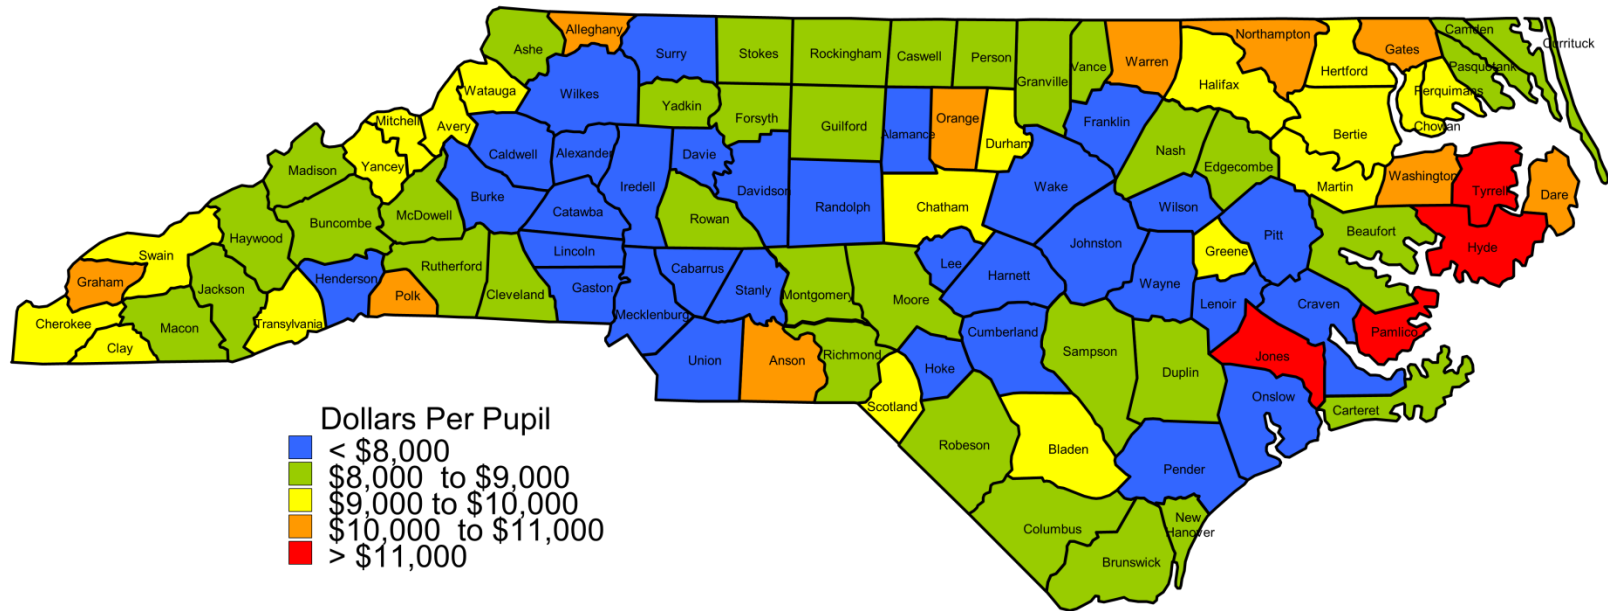 Alleghany
Northampton
Camden
Currituck
Ashe
Surry
Stokes
Rockingham
Caswell
Person
Vance
Warren
Gates
Pasquotank
Granville
Hertford
Watauga
Wilkes
Halifax
Perquimans
Yadkin
Forsyth
Guilford
Alamance
Orange
Durham
Franklin
Mitchell
Avery
Chowan
Bertie
Caldwell
Alexander
Davie
Nash
Edgecombe
Madison
Yancey
Iredell
Davidson
Wake
Martin
Washington
Tyrrell
Dare
Burke
Catawba
Rowan
Randolph
Chatham
Wilson
McDowell
Buncombe
Haywood
Lincoln
Johnston
Pitt
Beaufort
Hyde
Swain
Greene
Graham
Henderson
Rutherford
Cabarrus
Lee
Harnett
Wayne
Jackson
Polk
Cleveland
Gaston
Stanly
Montgomery
Moore
Lenoir
Craven
Cherokee
Macon
Transylvania
Mecklenburg
Cumberland
Pamlico
Clay
Union
Anson
Richmond
Hoke
Sampson
Duplin
Jones
Onslow
Scotland
Carteret
Robeson
Bladen
Pender
Columbus
New
Hanover
Brunswick
Dollars Per Pupil
< $8,000
$8,000 to $9,000
$9,000 to $10,000
$10,000 to $11,000
> $11,000